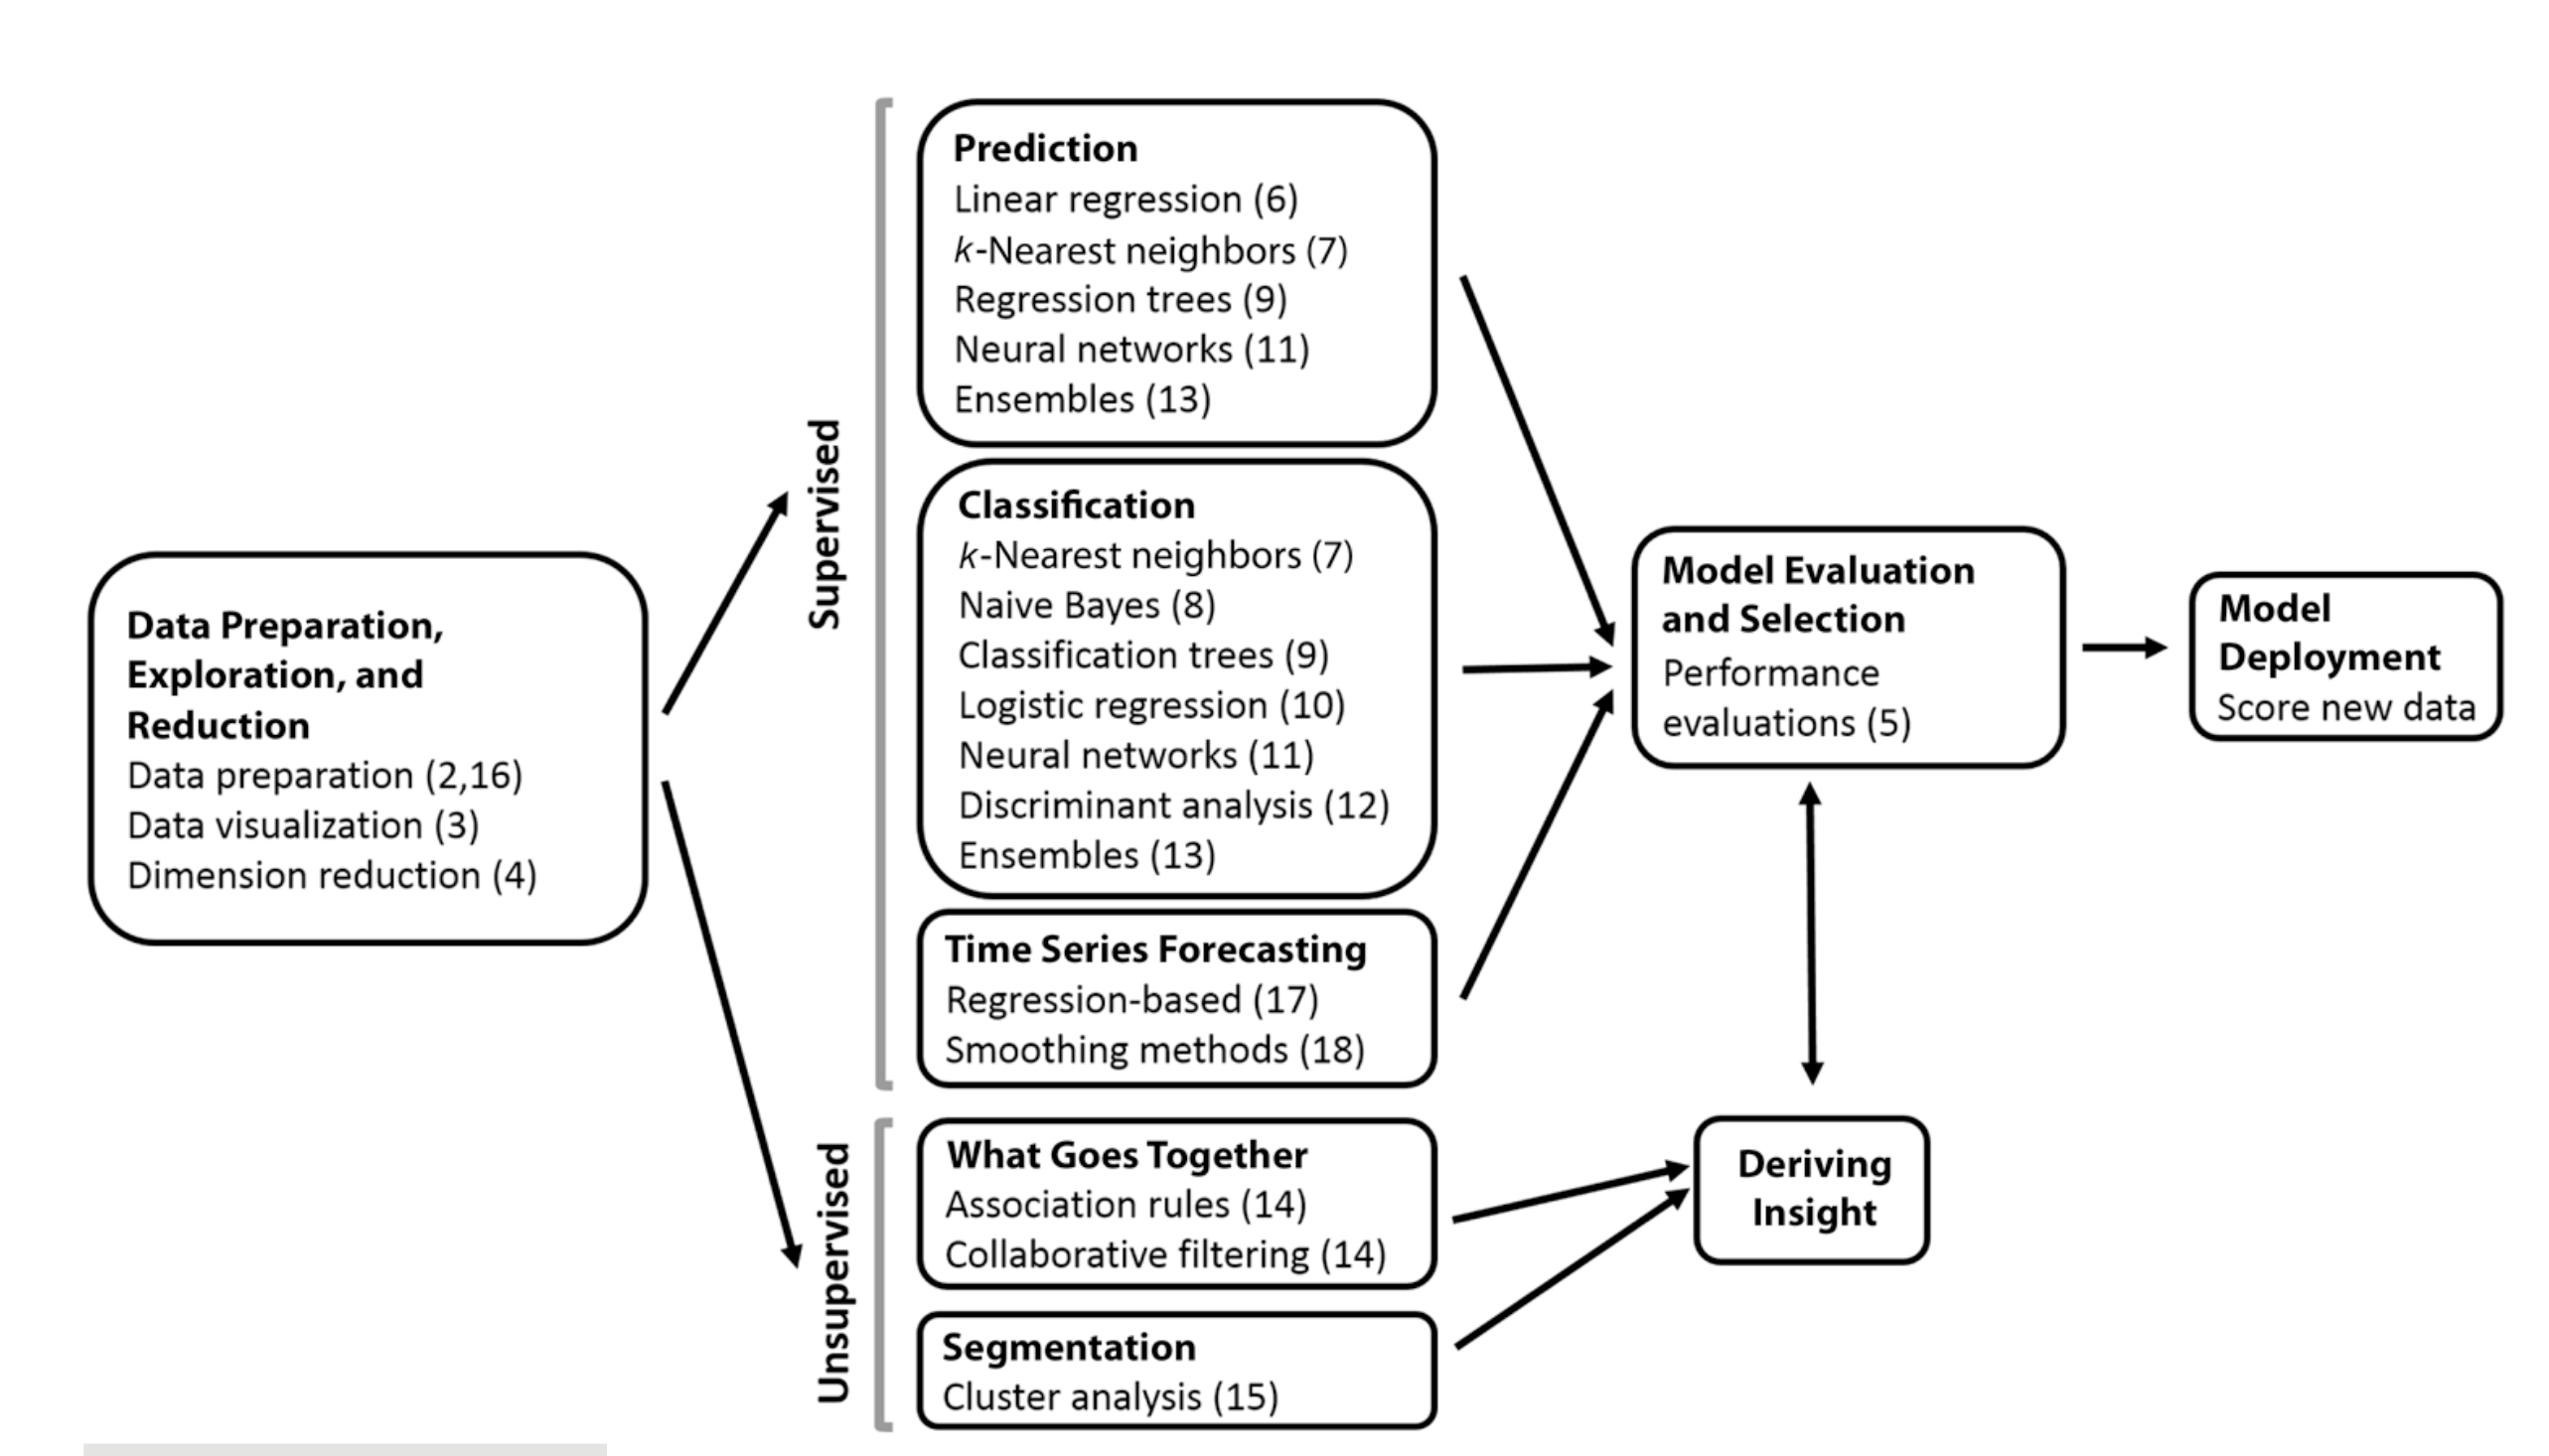 Data Preparation,
Exploration, and
Reduction
Data preparation (2,16)
Data visualization (3)
Dimension reduction (4)
Supervised
Prediction
Linear regression (6)
k-Nearest neighbors (7)
Regression trees (9)
Neural networks (11)
Ensembles (13)
Classification
k-Nearest neighbors (7)
Naive Bayes (8)
Classification trees (9)
Logistic regression (10)
Neural networks (11)
Discriminant analysis (12)
Ensembles (13)
Time Series Forecasting
Regression-based (17)
Smoothing methods (18)
Unsupervised
What Goes Together
Association rules (14)
Collaborative filtering (14)
Segmentation
Cluster analysis (15)
Model Evaluation
and Selection
Performance
evaluations (5)
Deriving
Insight
Model
Deployment
Score new data